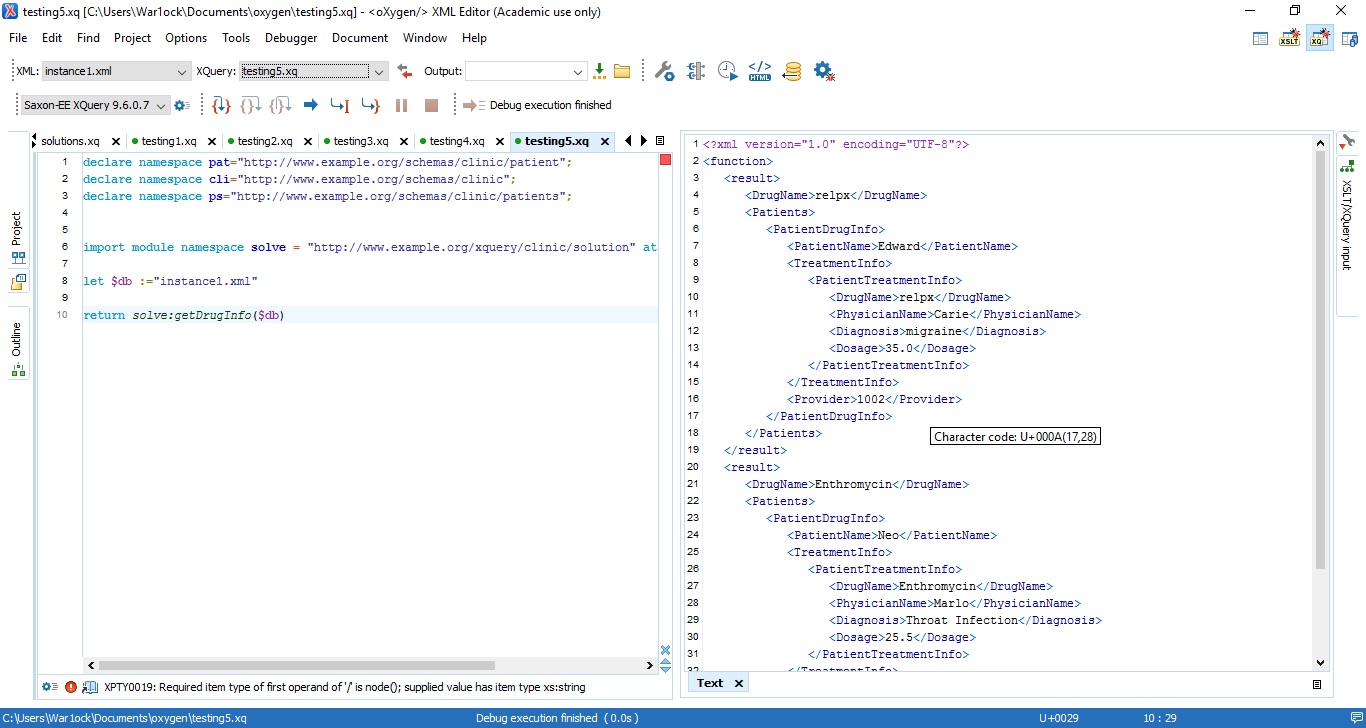 testing5.xq [C:\Users\War1ock\Documents\oxygen\testing5.xq] - <oXygen/> XML Editor (Academic use only)
File Edit Find Project Options Tools Debugger Document Window Help
XSLT XQ
XML: instance1.xml XQuery: testing5.xq Output: HTML
Saxon-EE XQuery 9.6.0.7 Debug execution finished
solutions.xq testing1.xq testing2.xq testing3.xq testing4.xq testing5.xq
Project
Outline
1 declare namespace pat="http://www.example.org/schemas/clinic/patient";
2 declare namespace cli="http://www.example.org/schemas/clinic";
3 declare namespace ps="http://www.example.org/schemas/clinic/patients";
4
5
6 import module namespace solve = "http://www.example.org/xquery/clinic/solution" at
7
8 let $db :="instance1.xml"
9
10 return solve:getDrugInfo($db)
XPTY0019: Required item type of first operand of '/' is node(); supplied value has item type xs:string
1 <?xml version="1.0" encoding="UTF-8"?>
2 <function>
3 <result>
4 <DrugName>relpx</DrugName>
5 <Patients>
6 <PatientDrugInfo>
7 <PatientName>Edward</PatientName>
8 <TreatmentInfo>
9 <PatientTreatmentInfo>
10 <DrugName>relpx</DrugName>
11 <PhysicianName>Carie</PhysicianName>
12 <Diagnosis>migraine</Diagnosis>
13 <Dosage>35.0</Dosage>
14 </PatientTreatmentInfo>
15 </TreatmentInfo>
16 <Provider>1002</Provider>
17 </PatientDrugInfo>
18 </Patients>
Character code: U+000A(17,28)
19 </result>
20 <result>
21 <DrugName>Enthromycin</DrugName>
22 <Patients>
23 <PatientDrugInfo>
24 <PatientName>Neo</PatientName>
25 <TreatmentInfo>
26 <PatientTreatmentInfo>
27 <DrugName>Enthromycin</DrugName>
28 <PhysicianName>Marlo</PhysicianName>
29 <Diagnosis>Throat Infection</Diagnosis>
30 <Dosage>25.5</Dosage>
31 </PatientTreatmentInfo>
32 </TreatmentInfo>
Text
XSLT/XQuery input
C:\Users\War1ock\Documents\oxygen\testing5.xq Debug execution finished (0.0s) U+0029 10 : 29